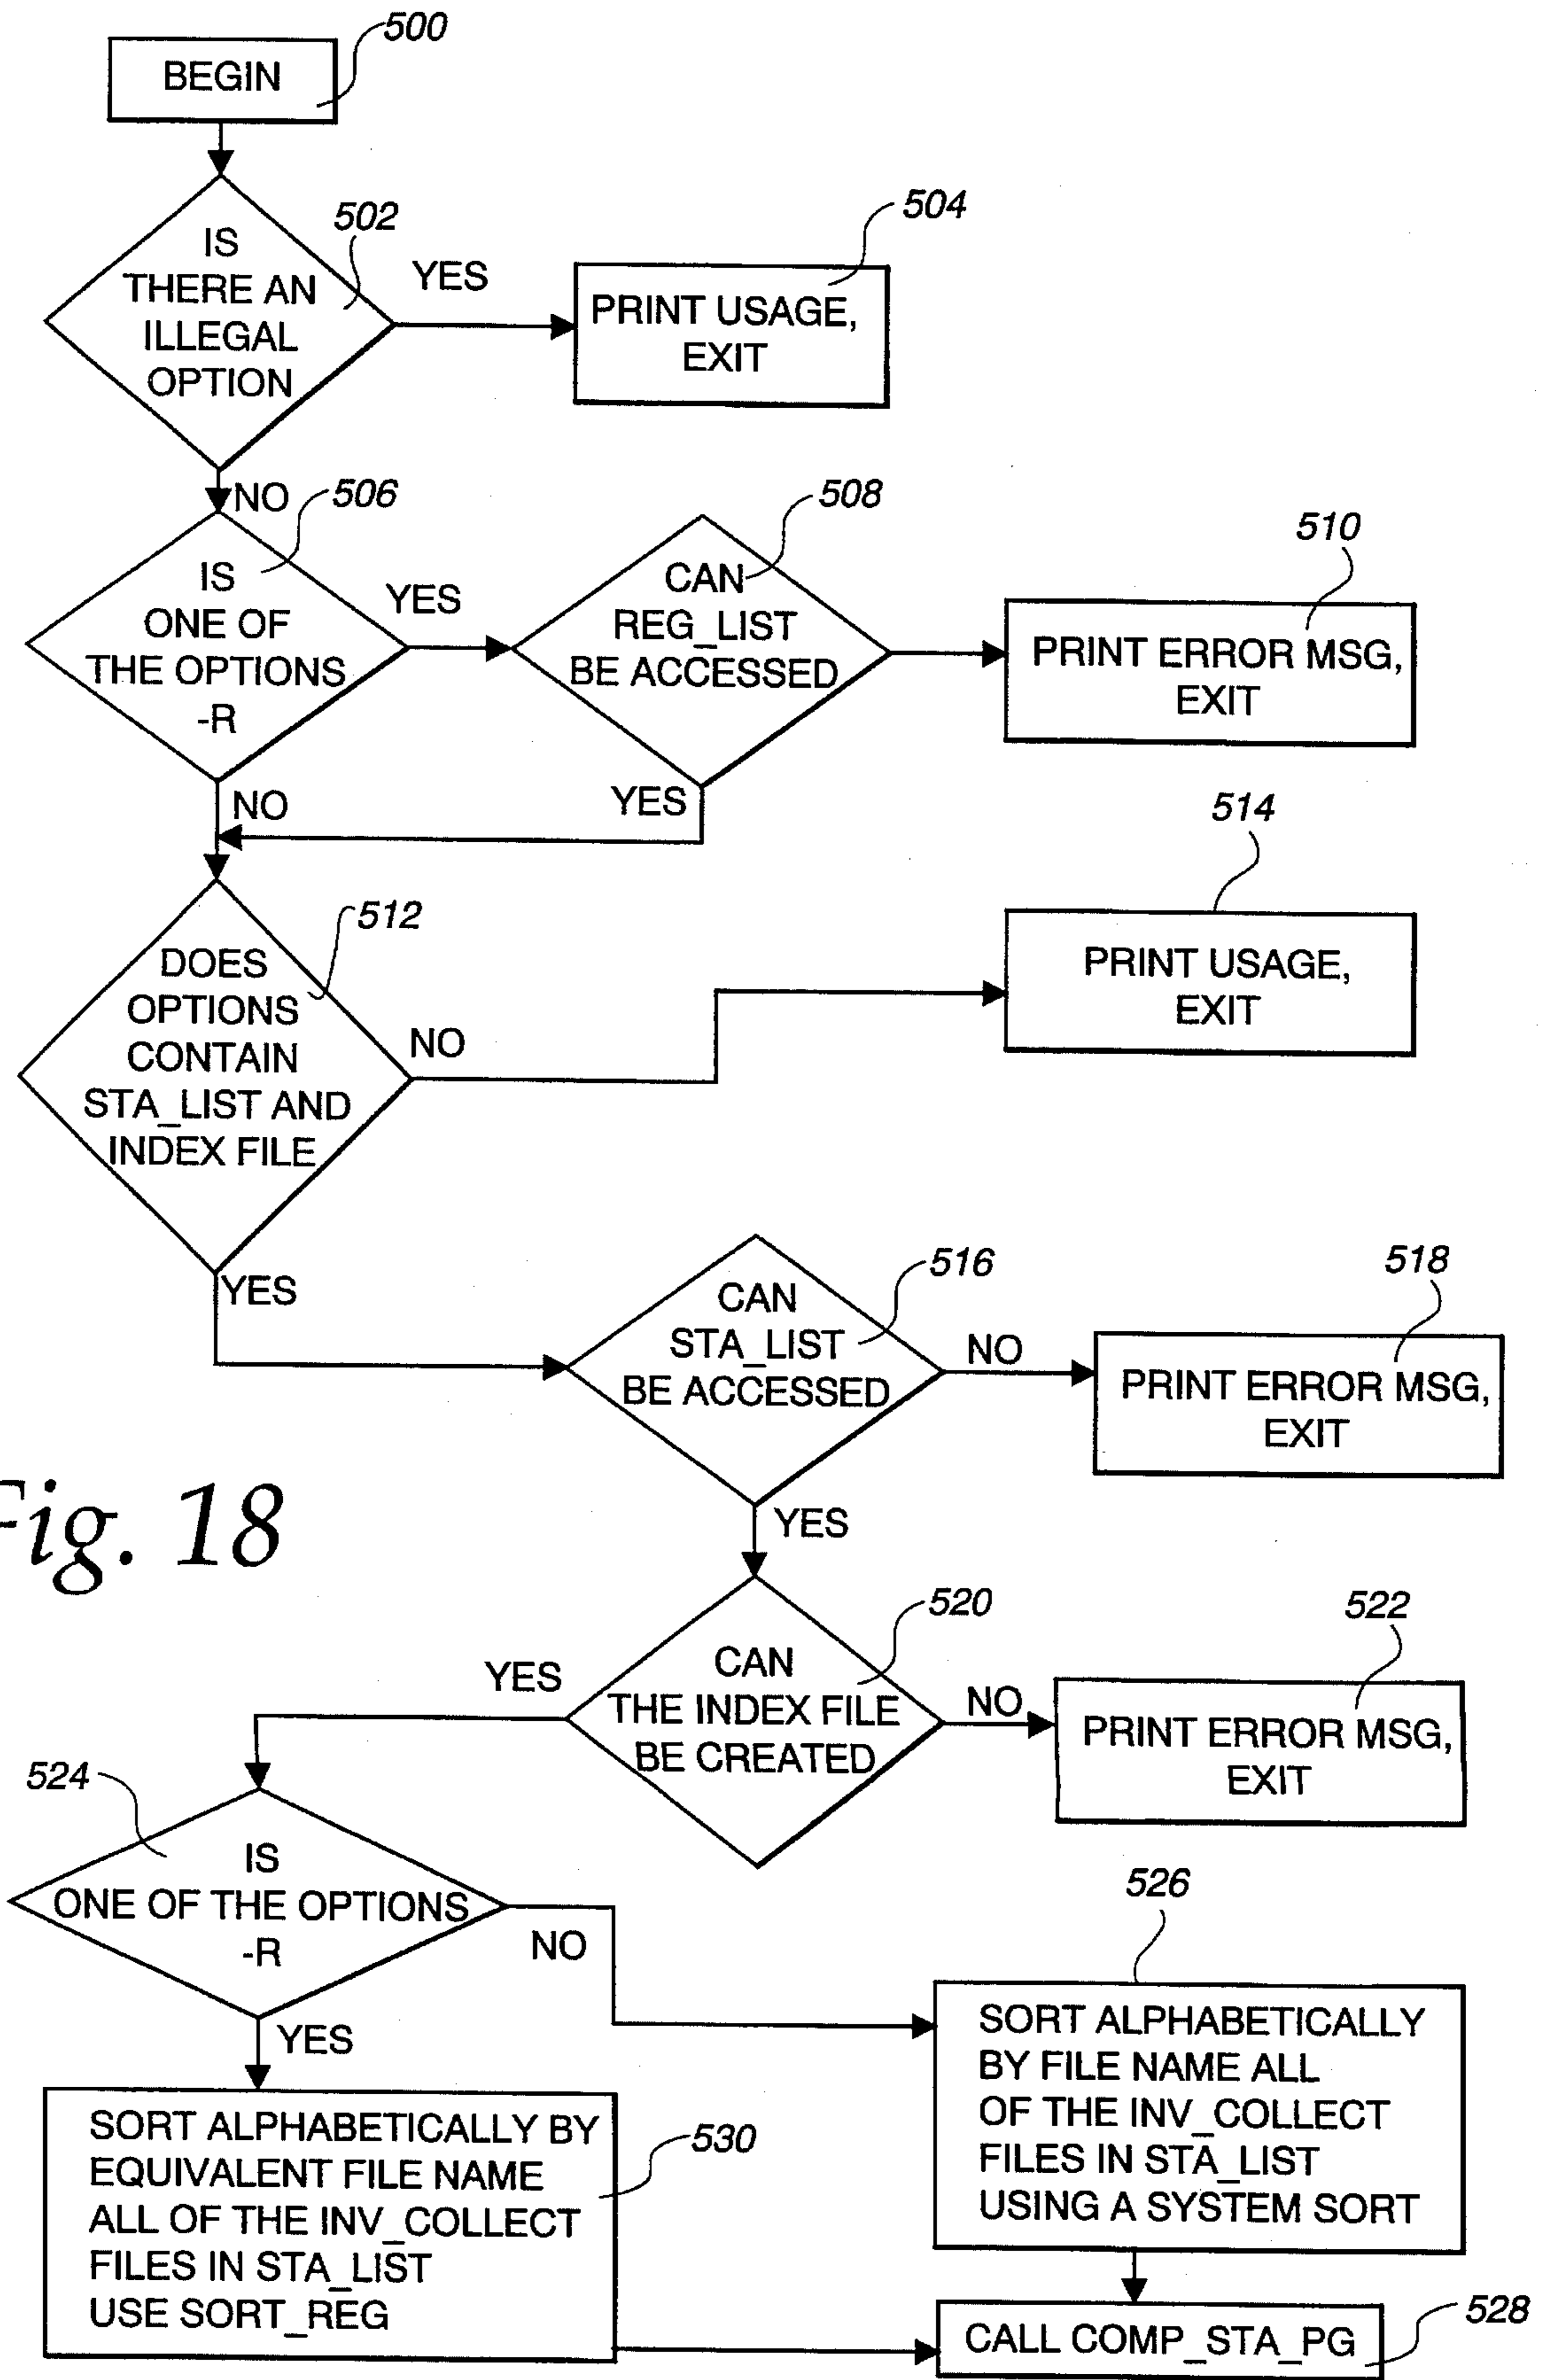 500
BEGIN
502
IS
THERE AN
ILLEGAL
OPTION
YES
504
PRINT USAGE,
EXIT
NO
506
IS
ONE OF
THE OPTIONS
-R
YES
508
CAN
REG_LIST
BE ACCESSED
510
PRINT ERROR MSG,
EXIT
NO
YES
512
DOES
OPTIONS
CONTAIN
STA_LIST AND
INDEX FILE
NO
514
PRINT USAGE,
EXIT
YES
516
CAN
STA_LIST
BE ACCESSED
NO
518
PRINT ERROR MSG,
EXIT
Fig. 18
YES
520
CAN
THE INDEX FILE
BE CREATED
NO
522
PRINT ERROR MSG,
EXIT
YES
524
IS
ONE OF THE OPTIONS
-R
NO
526
SORT ALPHABETICALLY
BY FILE NAME ALL
OF THE INV_COLLECT
FILES IN STA_LIST
USING A SYSTEM SORT
YES
SORT ALPHABETICALLY BY
EQUIVALENT FILE NAME
ALL OF THE INV_COLLECT
FILES IN STA_LIST
USE SORT_REG
530
CALL COMP_STA_PG
528